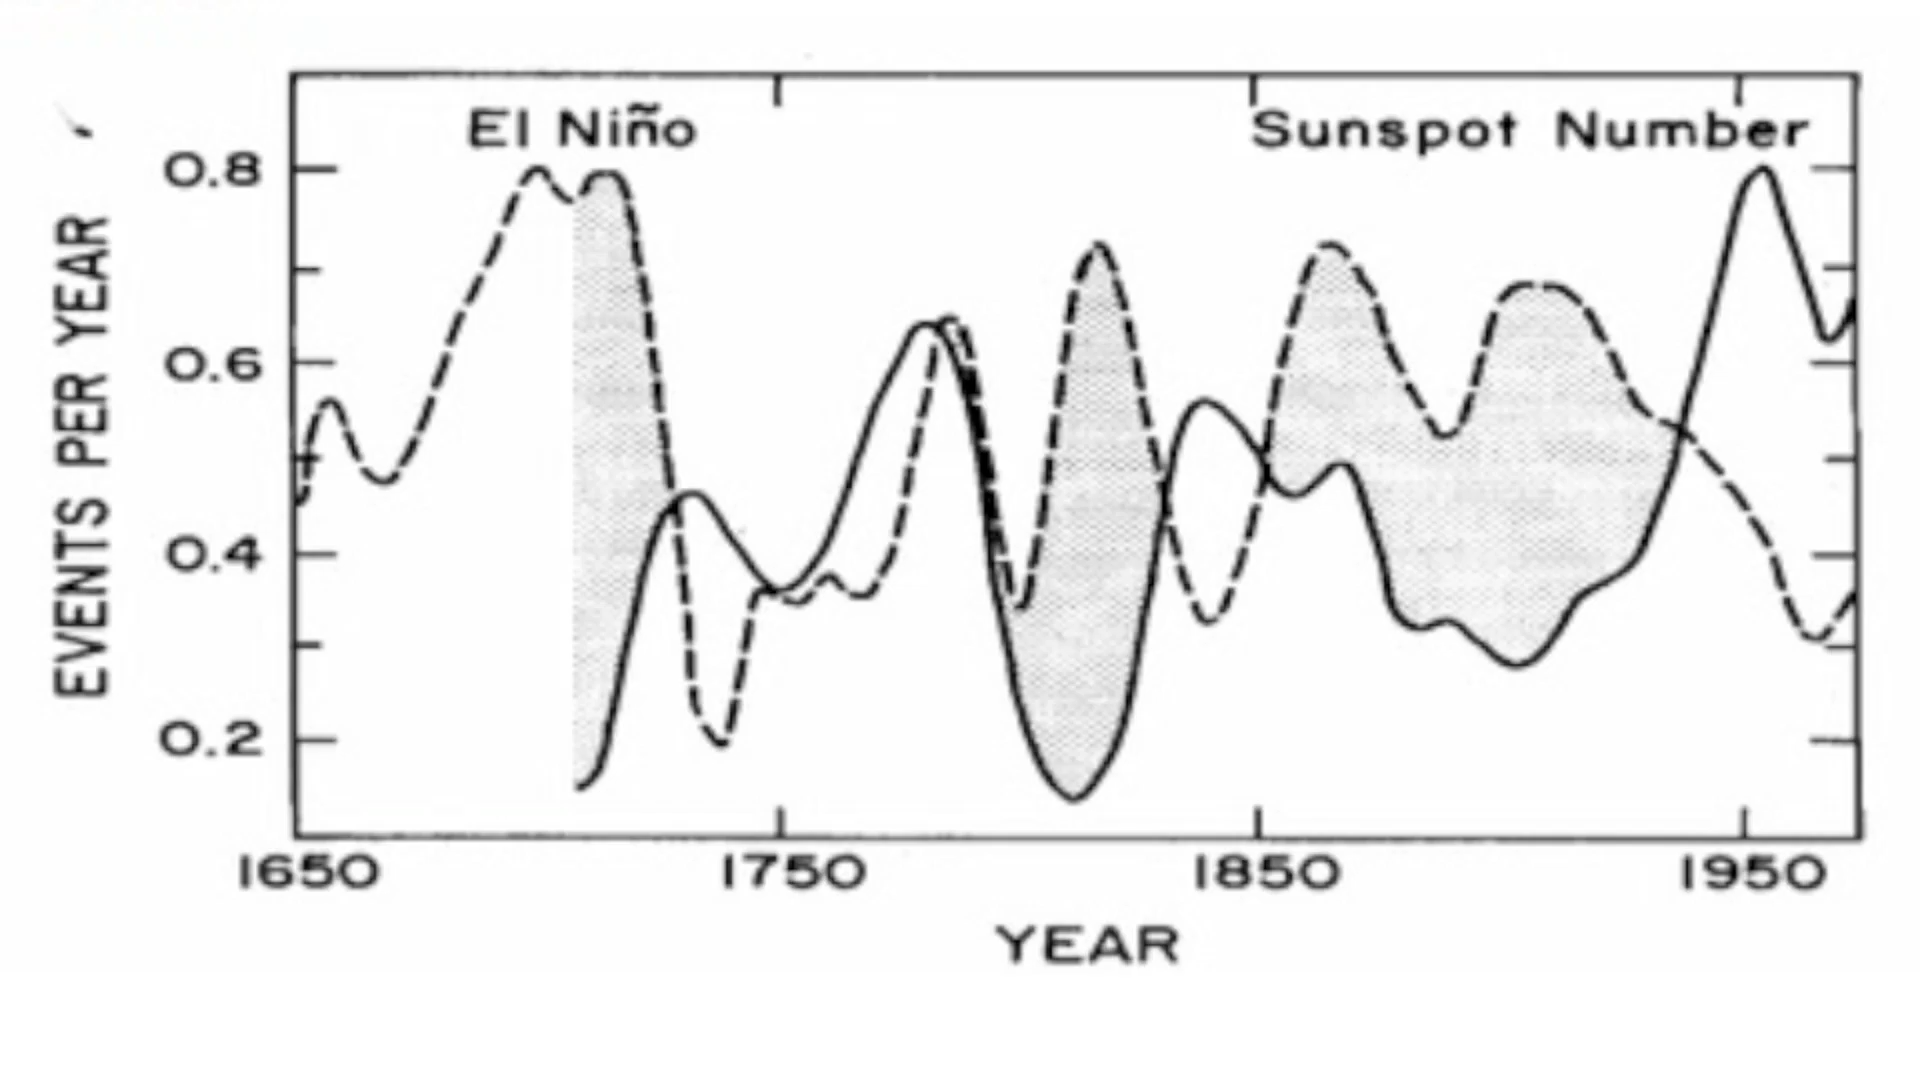 El Niño
Sunspot Number
EVENTS PER YEAR
0.8
0.6
0.4
0.2
1650 1750 1850 1950
YEAR